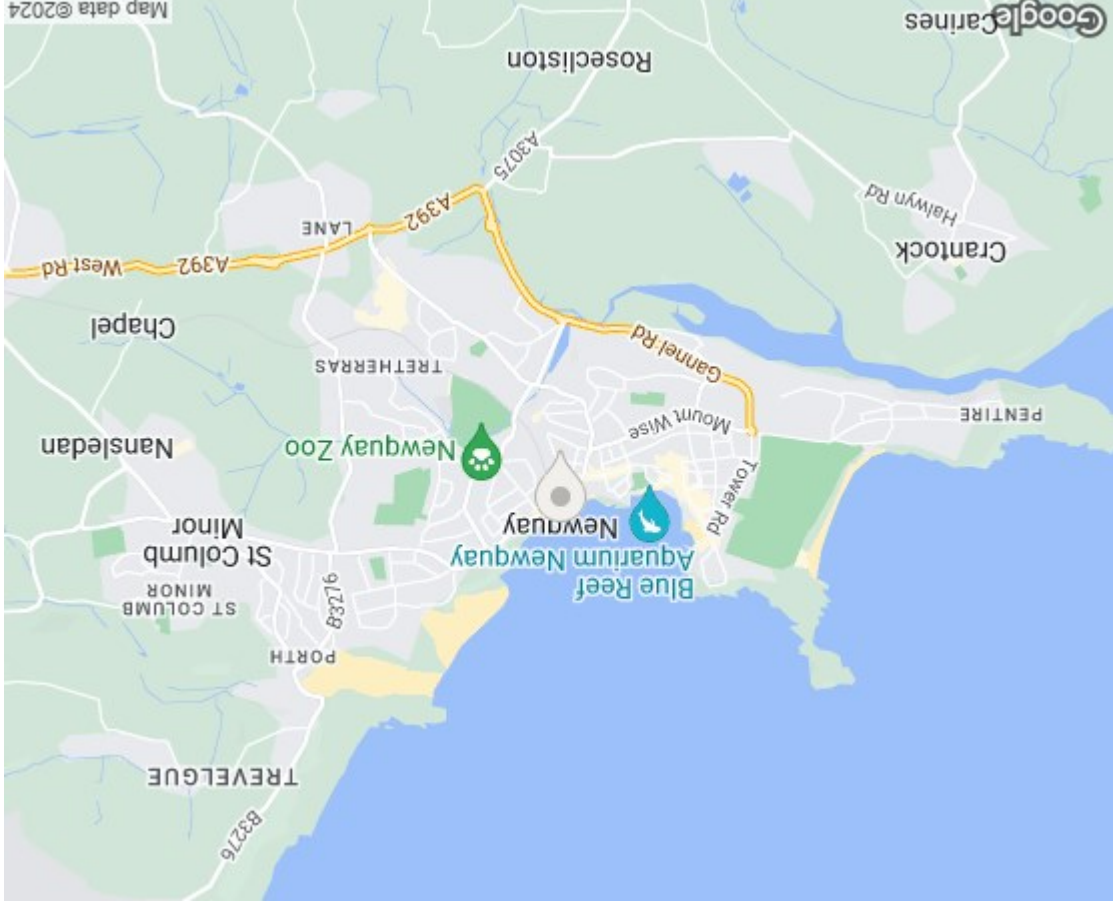 B3276
TREVELGUE
PORTH
ST COLUMB
MINOR
B3276
Blue Reef
Aquarium Newquay
St Columb
Minor
Newquay
Tower Rd
Newquay Zoo
Nansledan
Mount Wise
PENTIRE
TRETHERRAS
Gannel Rd
Chapel
A392
West Rd
Crantock
LANE
A392
Halwyn Rd
A3075
Rosecliston
Carines
Google
Map data ©2024